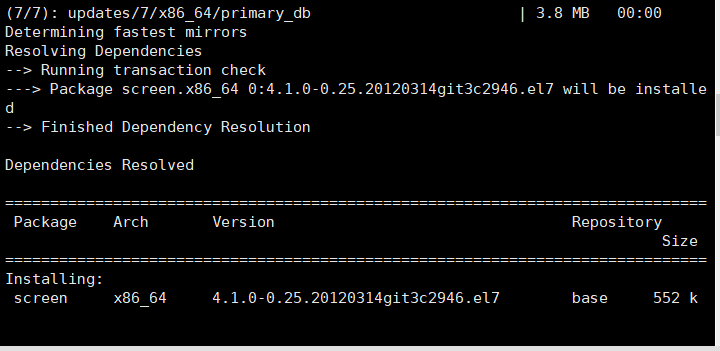 (7/7): updates/7/x86_64/primary_db                       | 3.8 MB   00:00
Determining fastest mirrors
Resolving Dependencies
--> Running transaction check
---> Package screen.x86_64 0:4.1.0-0.25.20120314git3c2946.el7 will be installe
d
--> Finished Dependency Resolution

Dependencies Resolved

==============================================================================
 Package    Arch       Version                                 Repository
                                                                         Size
==============================================================================
Installing:
 screen     x86_64     4.1.0-0.25.20120314git3c2946.el7        base     552 k